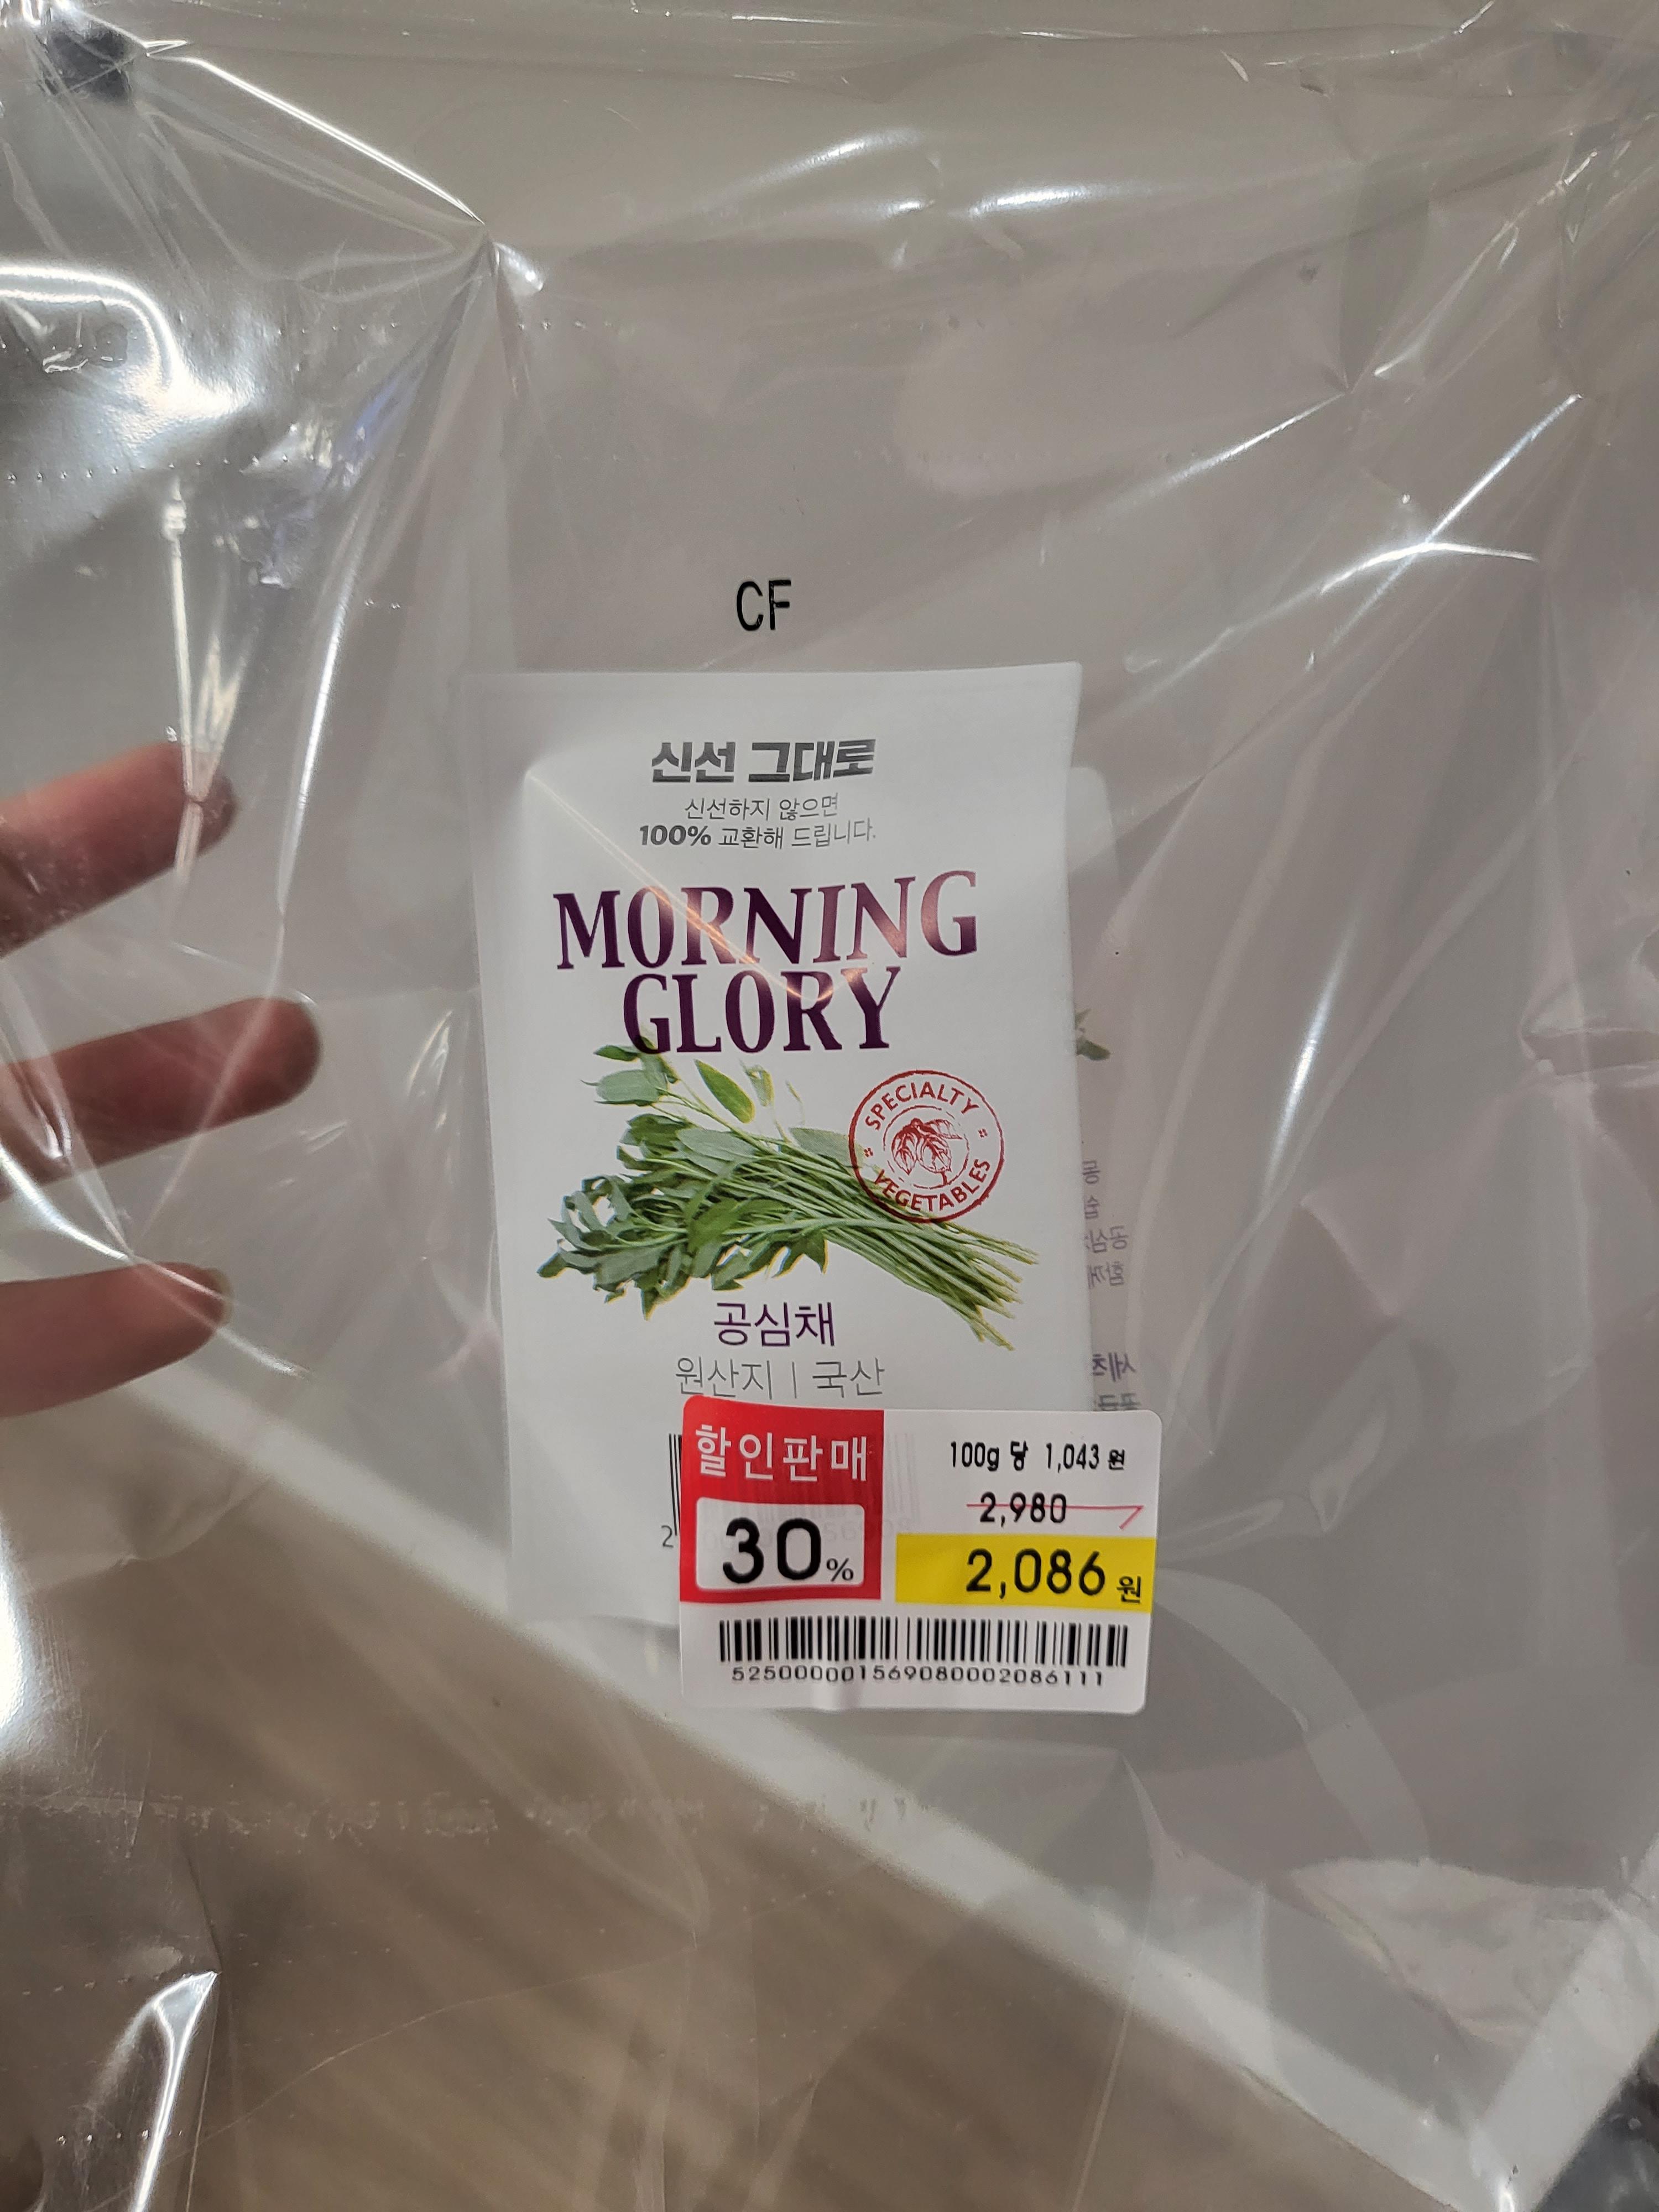 CF
신선 그대로
신선하지 않으면
100% 교환해 드립니다.
MORNING
GLORY
SPECIALTY
VEGETABLES
공심채
원산지 | 국산
할인판매
30%
100g 당 1,043 원
2,980
2,086 원
2
525000001569080002086111